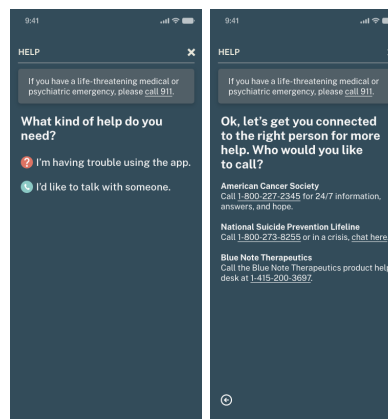 9:41
HELP
If you have a life-threatening medical or
psychiatric emergency, please call 911.
What kind of help do you
need?
I'm having trouble using the app.
I'd like to talk with someone.
9:41
HELP
If you have a life-threatening medical or
psychiatric emergency, please call 911.
Ok, let's get you connected
to the right person for more
help. Who would you like
to call?
American Cancer Society
Call 1-800-227-2345 for 24/7 information,
answers, and hope.
National Suicide Prevention Lifeline
Call 1-800-273-8255 or in a crisis, chat here
Blue Note Therapeutics
Call the Blue Note Therapeutics product help
desk at 1-415-200-3697.